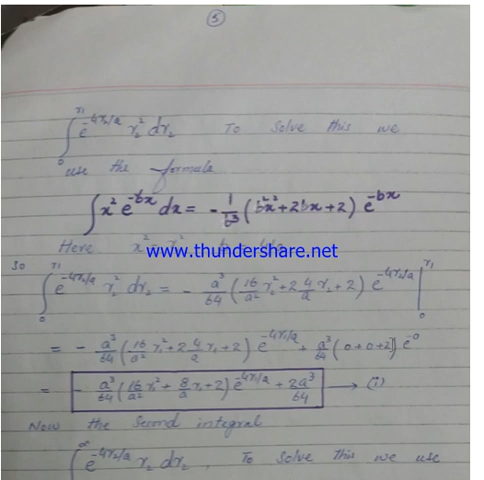 5
∫₀^r₁ e^-4r₂/a r₂² dr₂ To solve this we
use the formula
∫x² e^-bx dx = -1/b³ (b²x²+2bx+2) e^-bx
Here x² = r²
www.thundershare.net
So
∫₀^r₁ e^-4r₂/a r₂² dr₂ = - a³/64 (16/a² r₂²+2 4/a r₂+2) e^-4r₂/a |₀^r₁
= - a³/64 (16/a² r₁²+2 4/a r₁+2) e^-4r₁/a + a³/64 (0+0+2) e⁰
= - a³/64 (16/a² r₁² + 8/a r₁+2) e^-4r₁/a + 2a³/64 → (i)
Now the second integral
∫^∞ e^-4r₂/a r₂ dr₂, To solve this we use